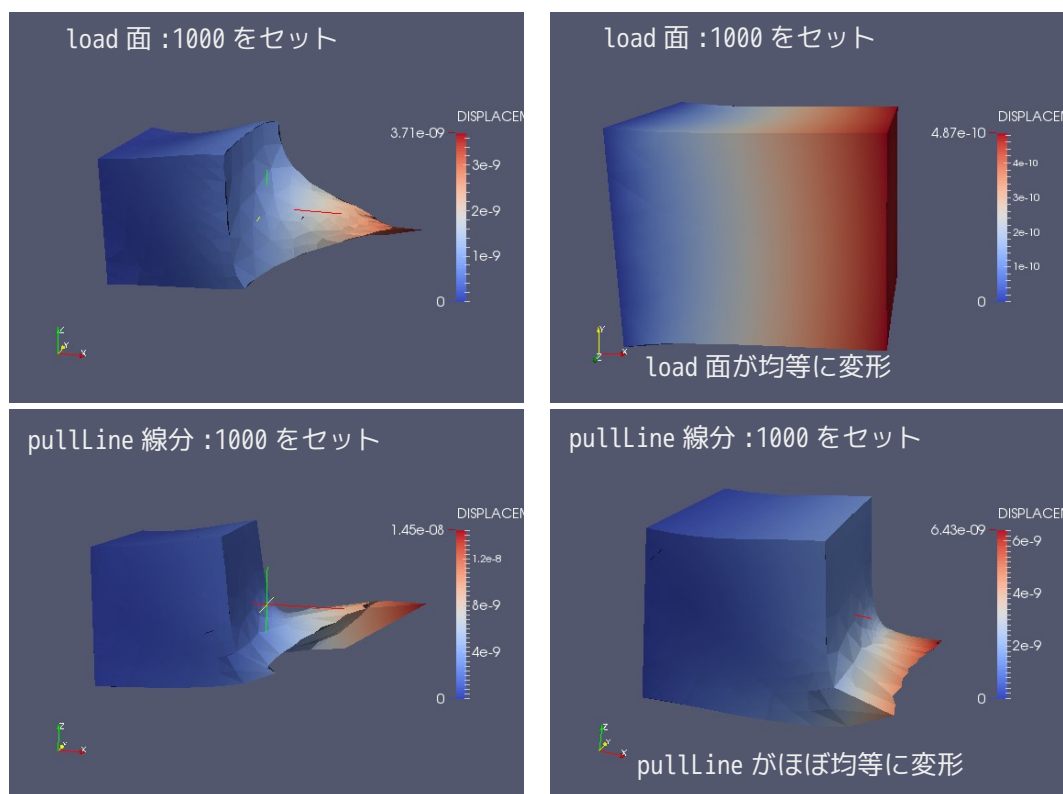 load 面 :1000 をセット
DISPLACEM
3.71e-09
3e-9
2e-9
1e-9
0
Z
Y
X
load 面 :1000 をセット
DISPLACEM
4.87e-10
4e-10
3e-10
2e-10
1e-10
0
Y
Z
X
load 面が均等に変形
pullLine 線分 :1000 をセット
DISPLACEM
1.45e-08
1.2e-8
8e-9
4e-9
0
Z
Y
X
pullLine 線分 :1000 をセット
DISPLACEM
6.43e-09
6e-9
4e-9
2e-9
0
Z
Y
X
pullLine がほぼ均等に変形